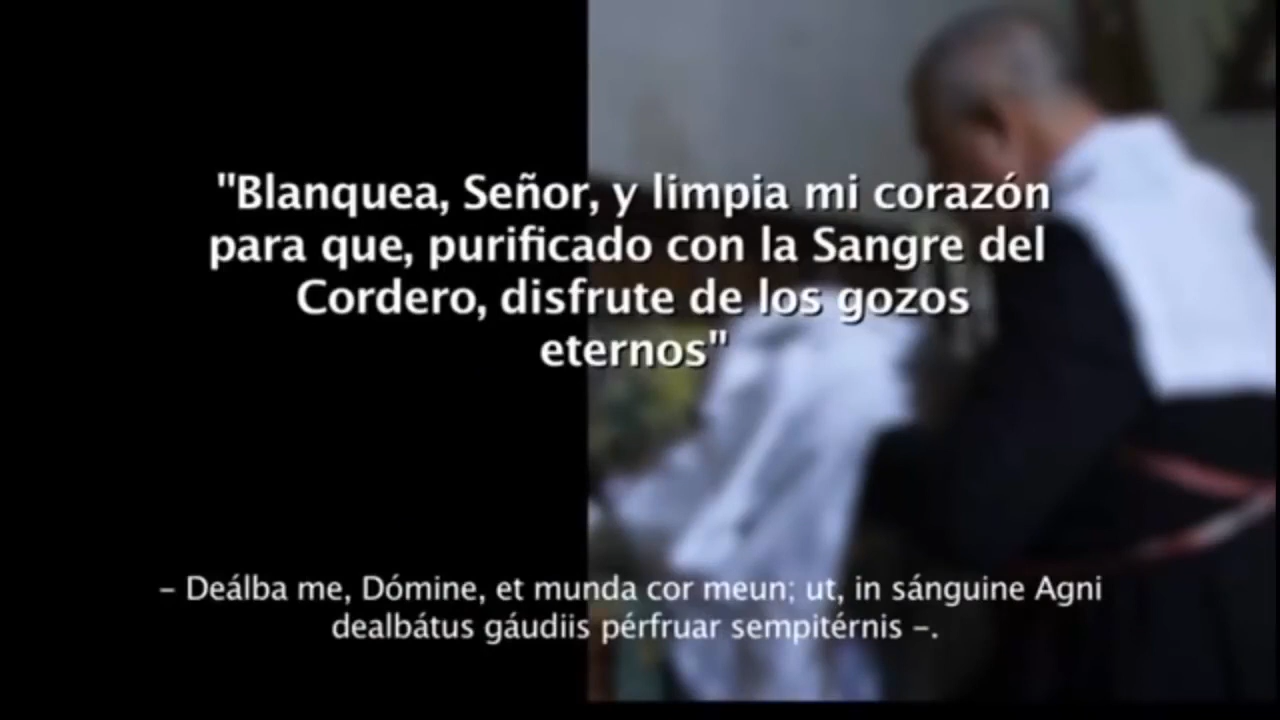 "Blanquea, Señor, y limpia mi corazón
para que, purificado con la Sangre del
Cordero, disfrute de los gozos
eternos"
– Deálba me, Dómine, et munda cor meun; ut, in sánguine Agni
dealbátus gáudiis pérfruar sempitérnis –.